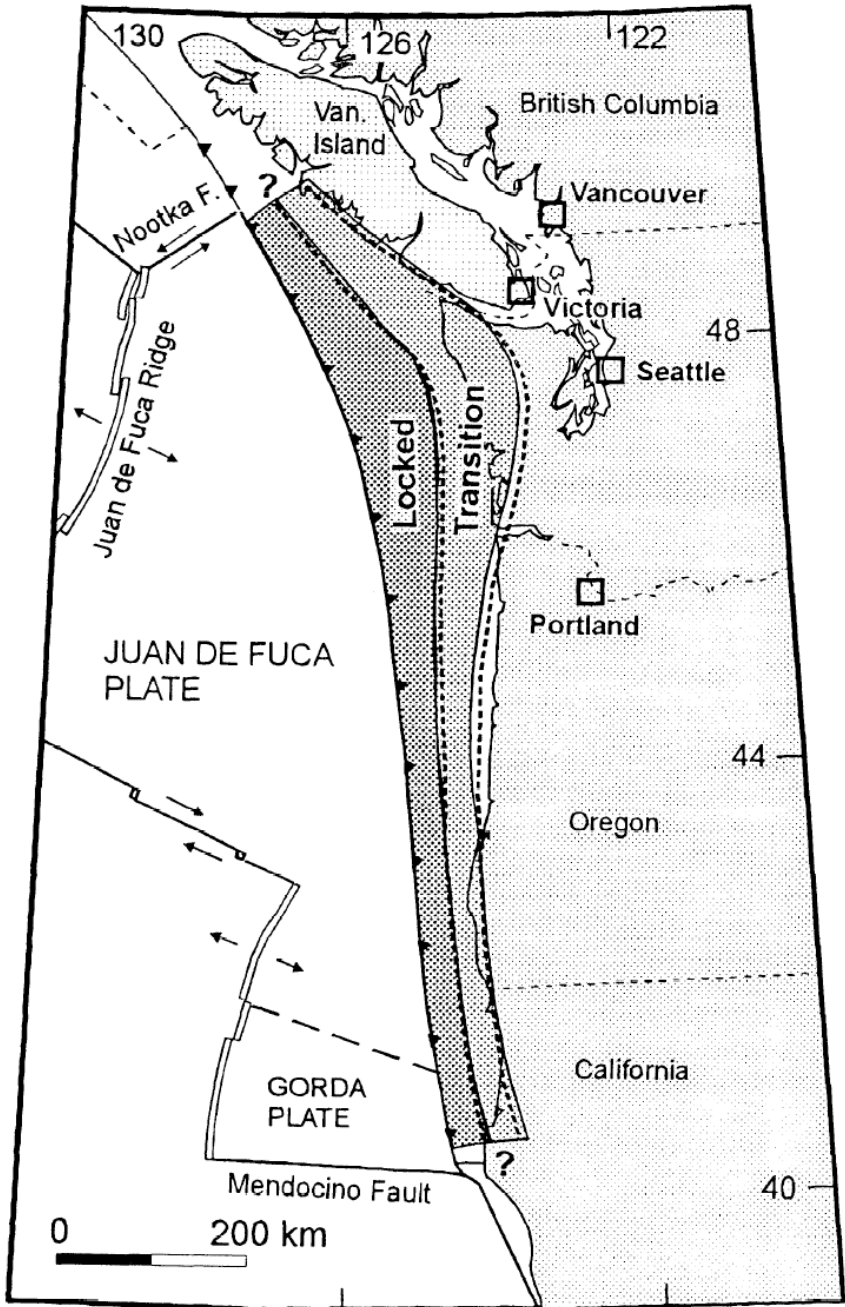 130
126
122
British Columbia
Van.
Island
Vancouver
?
Nootka F.
Victoria
48
Seattle
Juan de Fuca Ridge
Locked
Transition
Portland
JUAN DE FUCA
PLATE
44
Oregon
California
GORDA
PLATE
?
Mendocino Fault
40
0
200 km